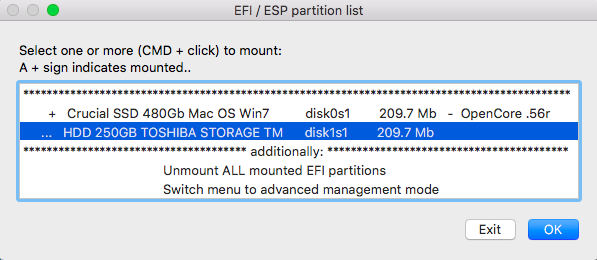 EFI / ESP partition list
Select one or more (CMD + click) to mount:
A + sign indicates mounted..
************************************************************************************************
+ Crucial SSD 480Gb Mac OS Win7 disk0s1 209.7 Mb - OpenCore .56r
... HDD 250GB TOSHIBA STORAGE TM disk1s1 209.7 Mb
*************************************** additionally: *****************************************
Unmount ALL mounted EFI partitions
Switch menu to advanced management mode
Exit OK